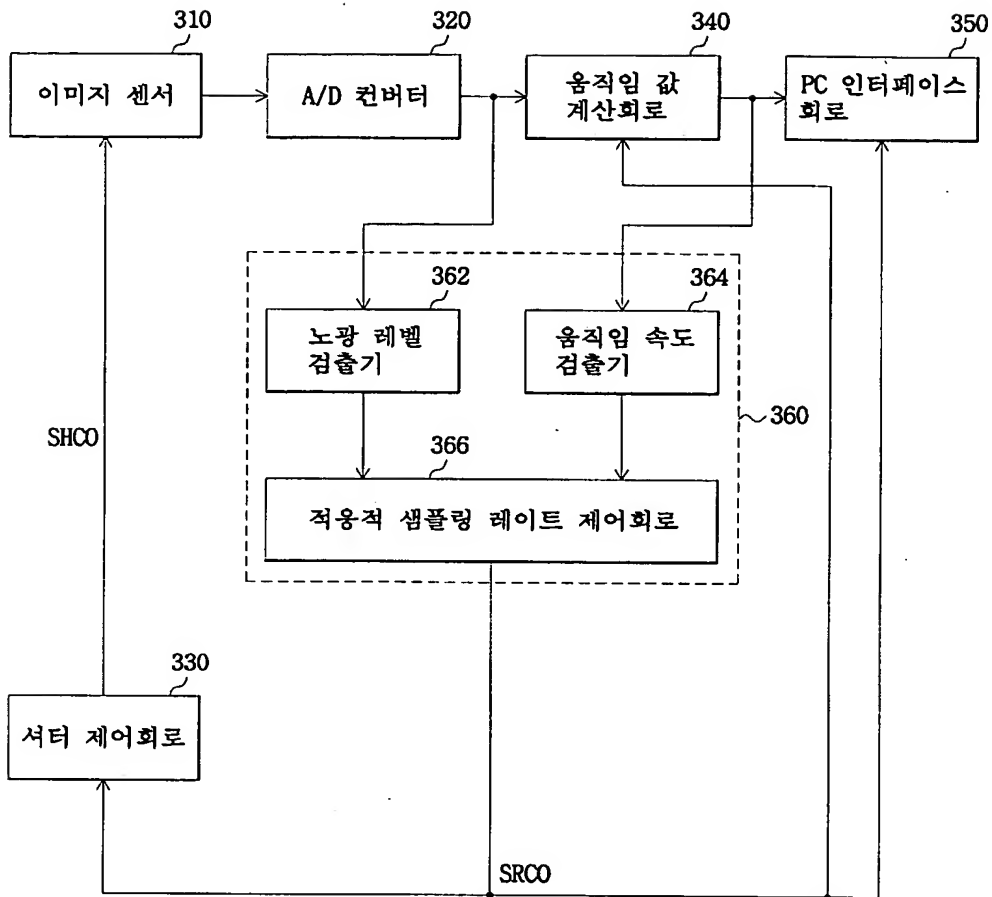 310
320
340
350
이미지 센서
A/D 컨버터
움직임 값
계산회로
PC 인터페이스
회로
362
364
노광 레벨
검출기
움직임 속도
검출기
360
SHCO
366
적응적 샘플링 레이트 제어회로
330
셔터 제어회로
SRCO